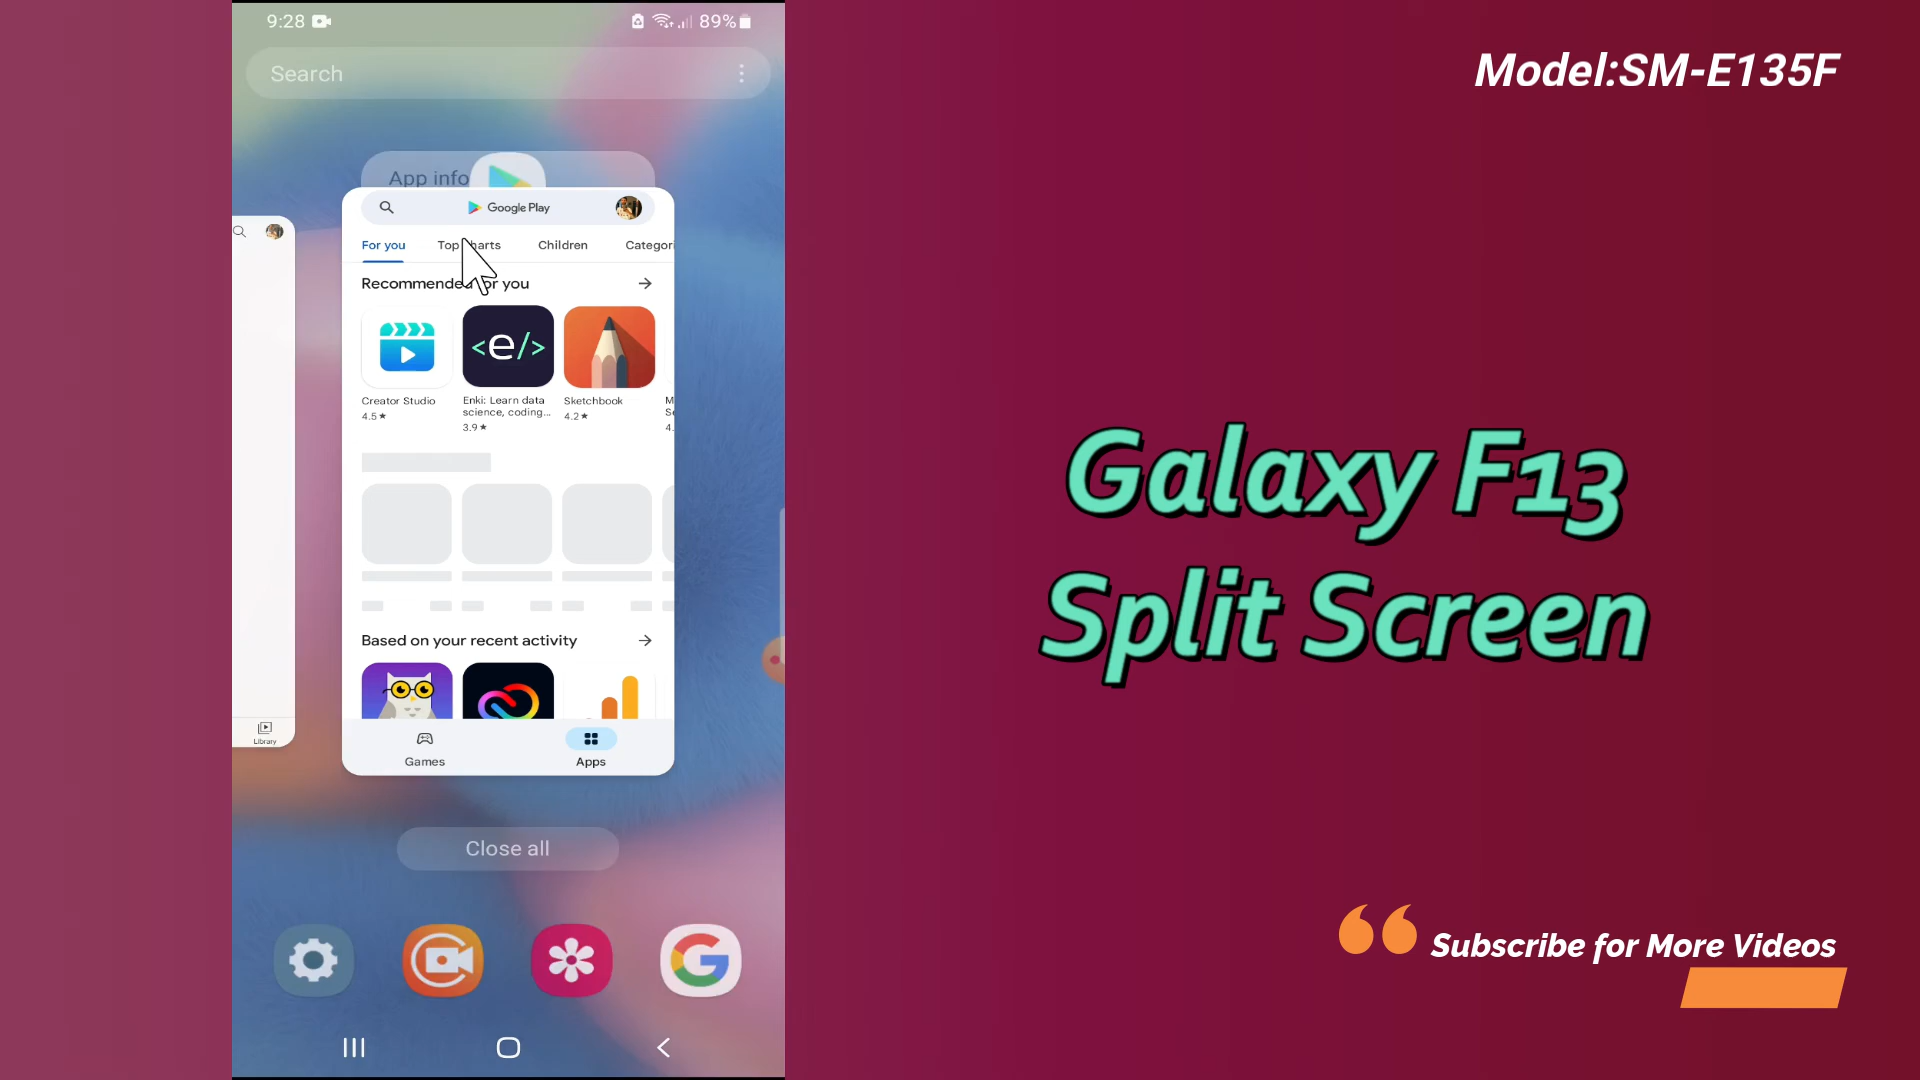 9:28
89%
Search
App info
Google Play
For you
Top charts
Children
Categori
Recommended for you
Creator Studio
4.5★
Enki: Learn data
science, coding...
3.9★
Sketchbook
4.2★
M
Se
4.
<e/>
Based on your recent activity
Library
Games
Apps
Close all
Model:SM-E135F
Galaxy F13
Split Screen
Subscribe for More Videos